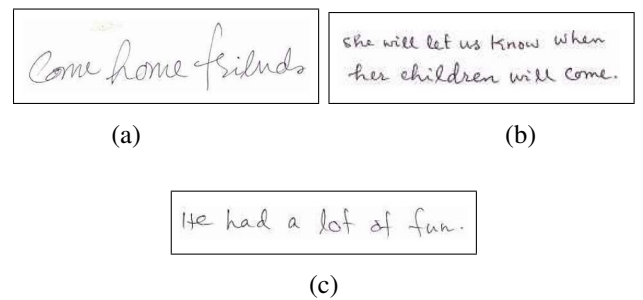 Come home friends
(a)
she will let us know when
her children will come.
(b)
He had a lot of fun.
(c)